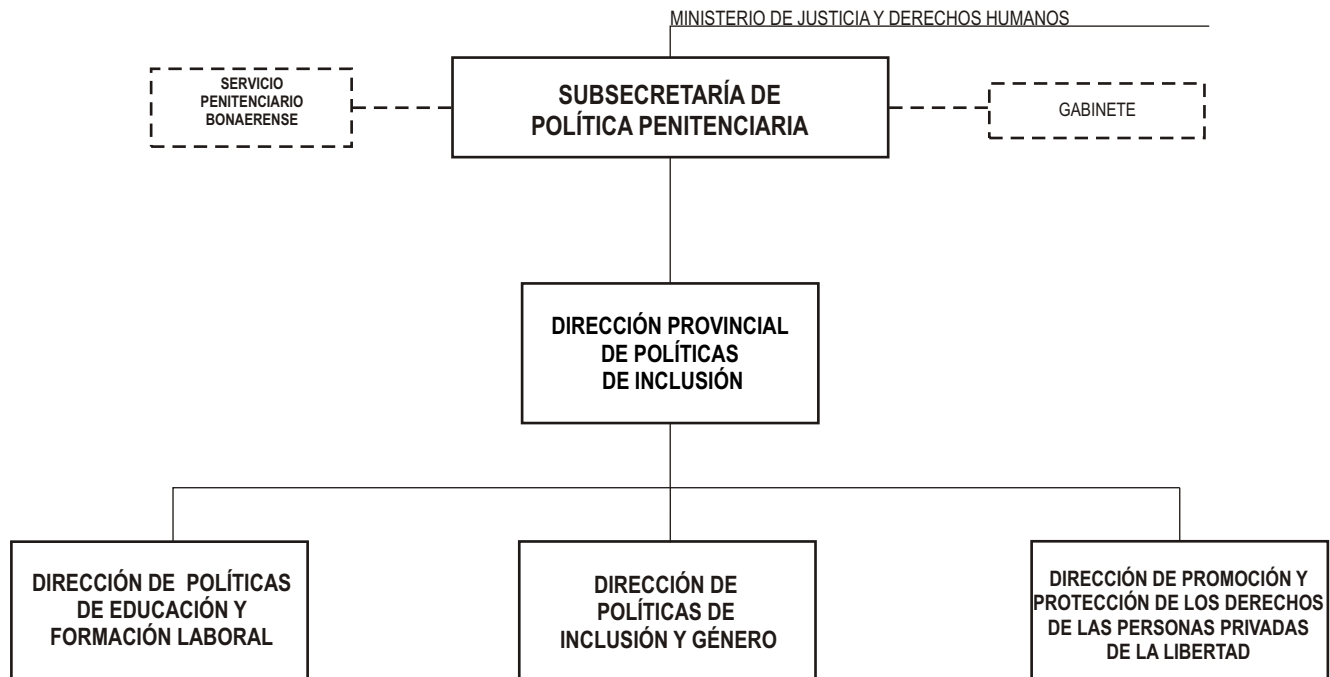 MINISTERIO DE JUSTICIA Y DERECHOS HUMANOS
SERVICIO
PENITENCIARIO
BONAERENSE
SUBSECRETARÍA DE
POLÍTICA PENITENCIARIA
GABINETE
DIRECCIÓN PROVINCIAL
DE POLÍTICAS
DE INCLUSIÓN
DIRECCIÓN DE POLÍTICAS
DE EDUCACIÓN Y
FORMACIÓN LABORAL
DIRECCIÓN DE
POLÍTICAS DE
INCLUSIÓN Y GÉNERO
DIRECCIÓN DE PROMOCIÓN Y
PROTECCIÓN DE LOS DERECHOS
DE LAS PERSONAS PRIVADAS
DE LA LIBERTAD